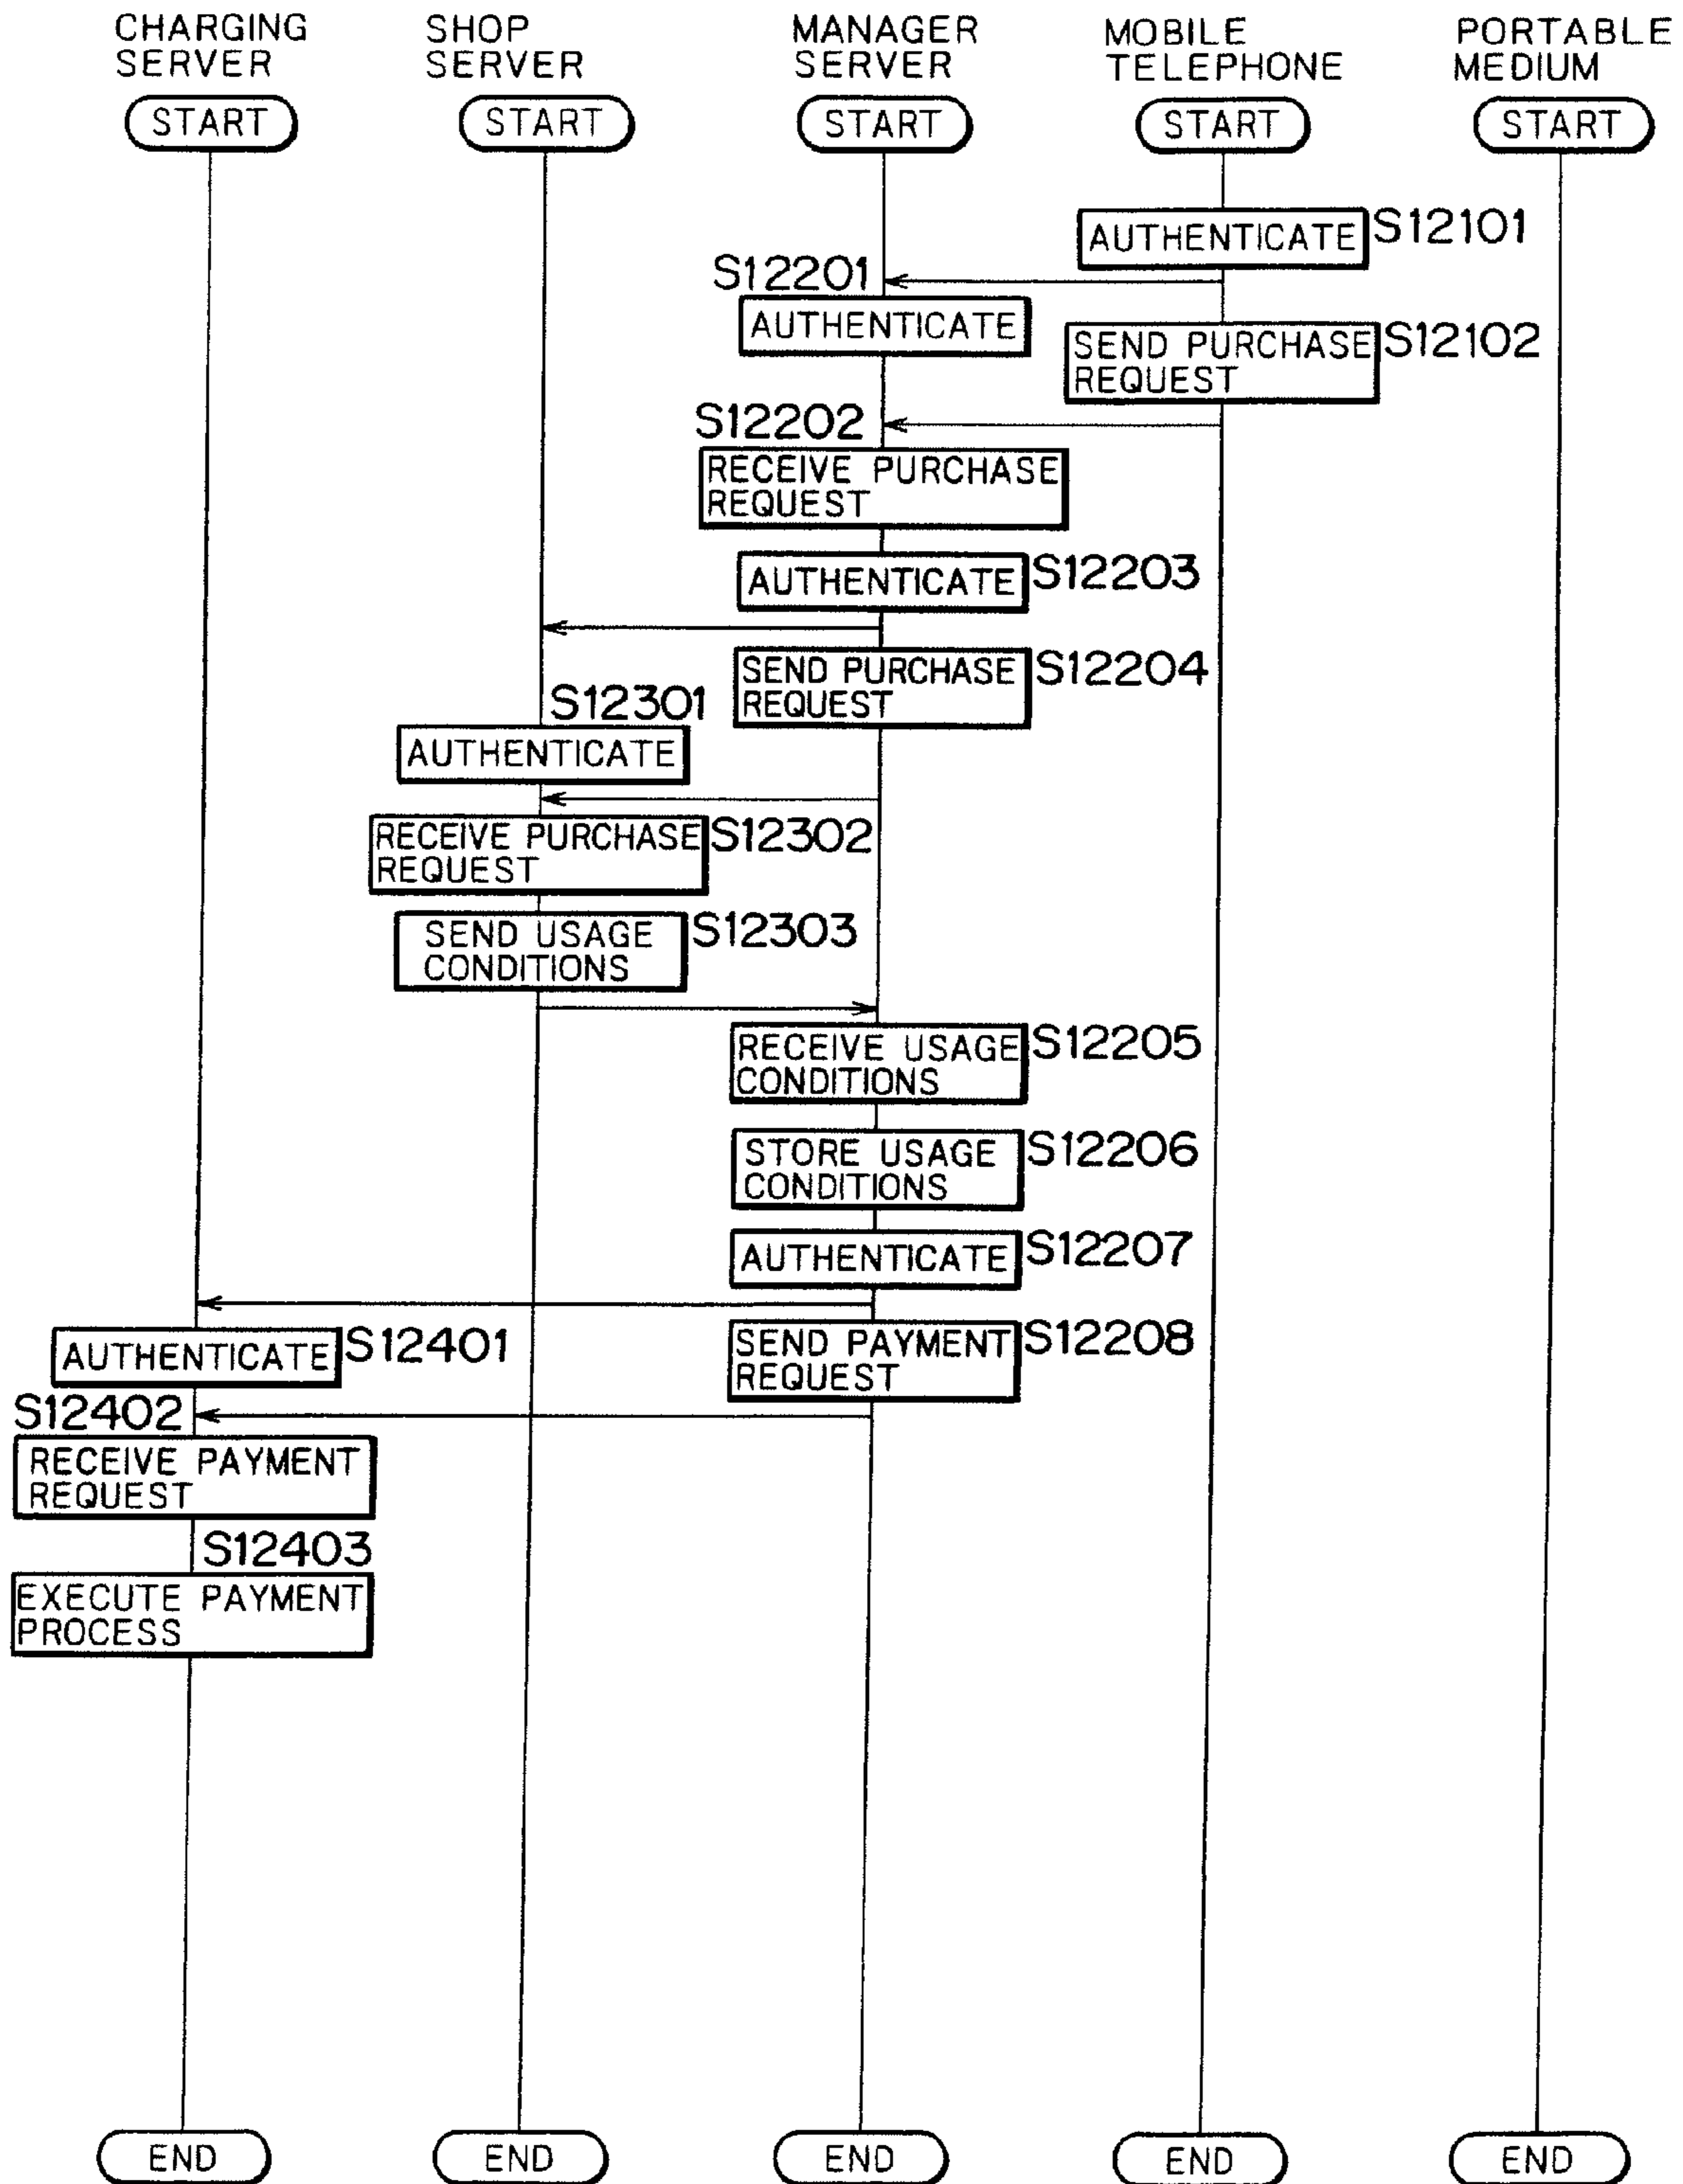 CHARGING
SERVER
SHOP
SERVER
MANAGER
SERVER
MOBILE
TELEPHONE
PORTABLE
MEDIUM
START
START
START
START
START
AUTHENTICATE
S12101
S12201
AUTHENTICATE
SEND PURCHASE
REQUEST
S12102
S12202
RECEIVE PURCHASE
REQUEST
AUTHENTICATE
S12203
SEND PURCHASE
REQUEST
S12204
S12301
AUTHENTICATE
RECEIVE PURCHASE
REQUEST
S12302
SEND USAGE
CONDITIONS
S12303
RECEIVE USAGE
CONDITIONS
S12205
STORE USAGE
CONDITIONS
S12206
AUTHENTICATE
S12207
AUTHENTICATE
S12401
SEND PAYMENT
REQUEST
S12208
S12402
RECEIVE PAYMENT
REQUEST
S12403
EXECUTE PAYMENT
PROCESS
END
END
END
END
END